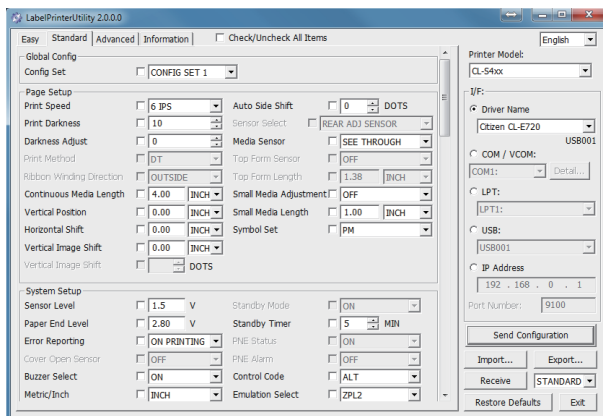 LabelPrinterUtility 2.0.0.0
Easy Standard Advanced Information Check/Uncheck All Items English
Global Config
Config Set CONFIG SET 1
Page Setup
Print Speed 6 IPS Auto Side Shift 0 DOTS
Print Darkness 10 Sensor Select REAR ADJ SENSOR
Darkness Adjust 0 Media Sensor SEE THROUGH
Print Method DT Top Form Sensor OFF
Ribbon Winding Direction OUTSIDE Top Form Length 1.38 INCH
Continuous Media Length 4.00 INCH Small Media Adjustment OFF
Vertical Position 0.00 INCH Small Media Length 1.00 INCH
Horizontal Shift 0.00 INCH Symbol Set PM
Vertical Image Shift 0.00 INCH
Vertical Image Shift DOTS
System Setup
Sensor Level 1.5 V Standby Mode ON
Paper End Level 2.80 V Standby Timer 5 MIN
Error Reporting ON PRINTING PNE Status ON
Cover Open Sensor OFF PNE Alarm OFF
Buzzer Select ON Control Code ALT
Metric/Inch INCH Emulation Select ZPL2
Printer Model:
CL-S4xx
I/F:
Driver Name
Citizen CL-E720
USB001
COM / VCOM:
COM1: Detail...
LPT:
LPT1:
USB:
USB001
IP Address
192 . 168 . 0 . 1
Port Number: 9100
Send Configuration
Import... Export...
Receive STANDARD
Restore Defaults Exit